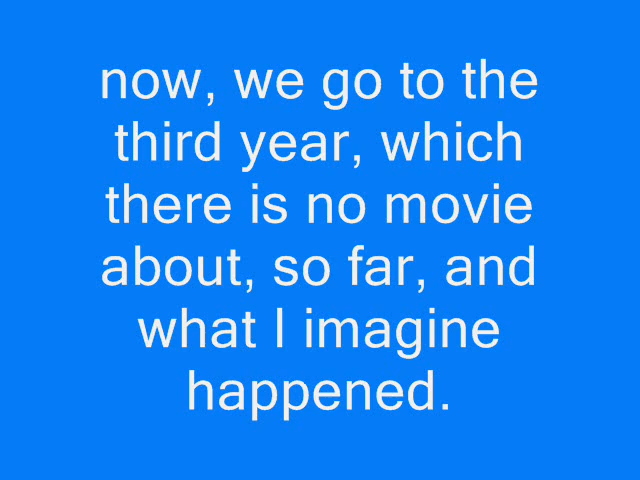 now, we go to the
third year, which
there is no movie
about, so far, and
what I imagine
happened.